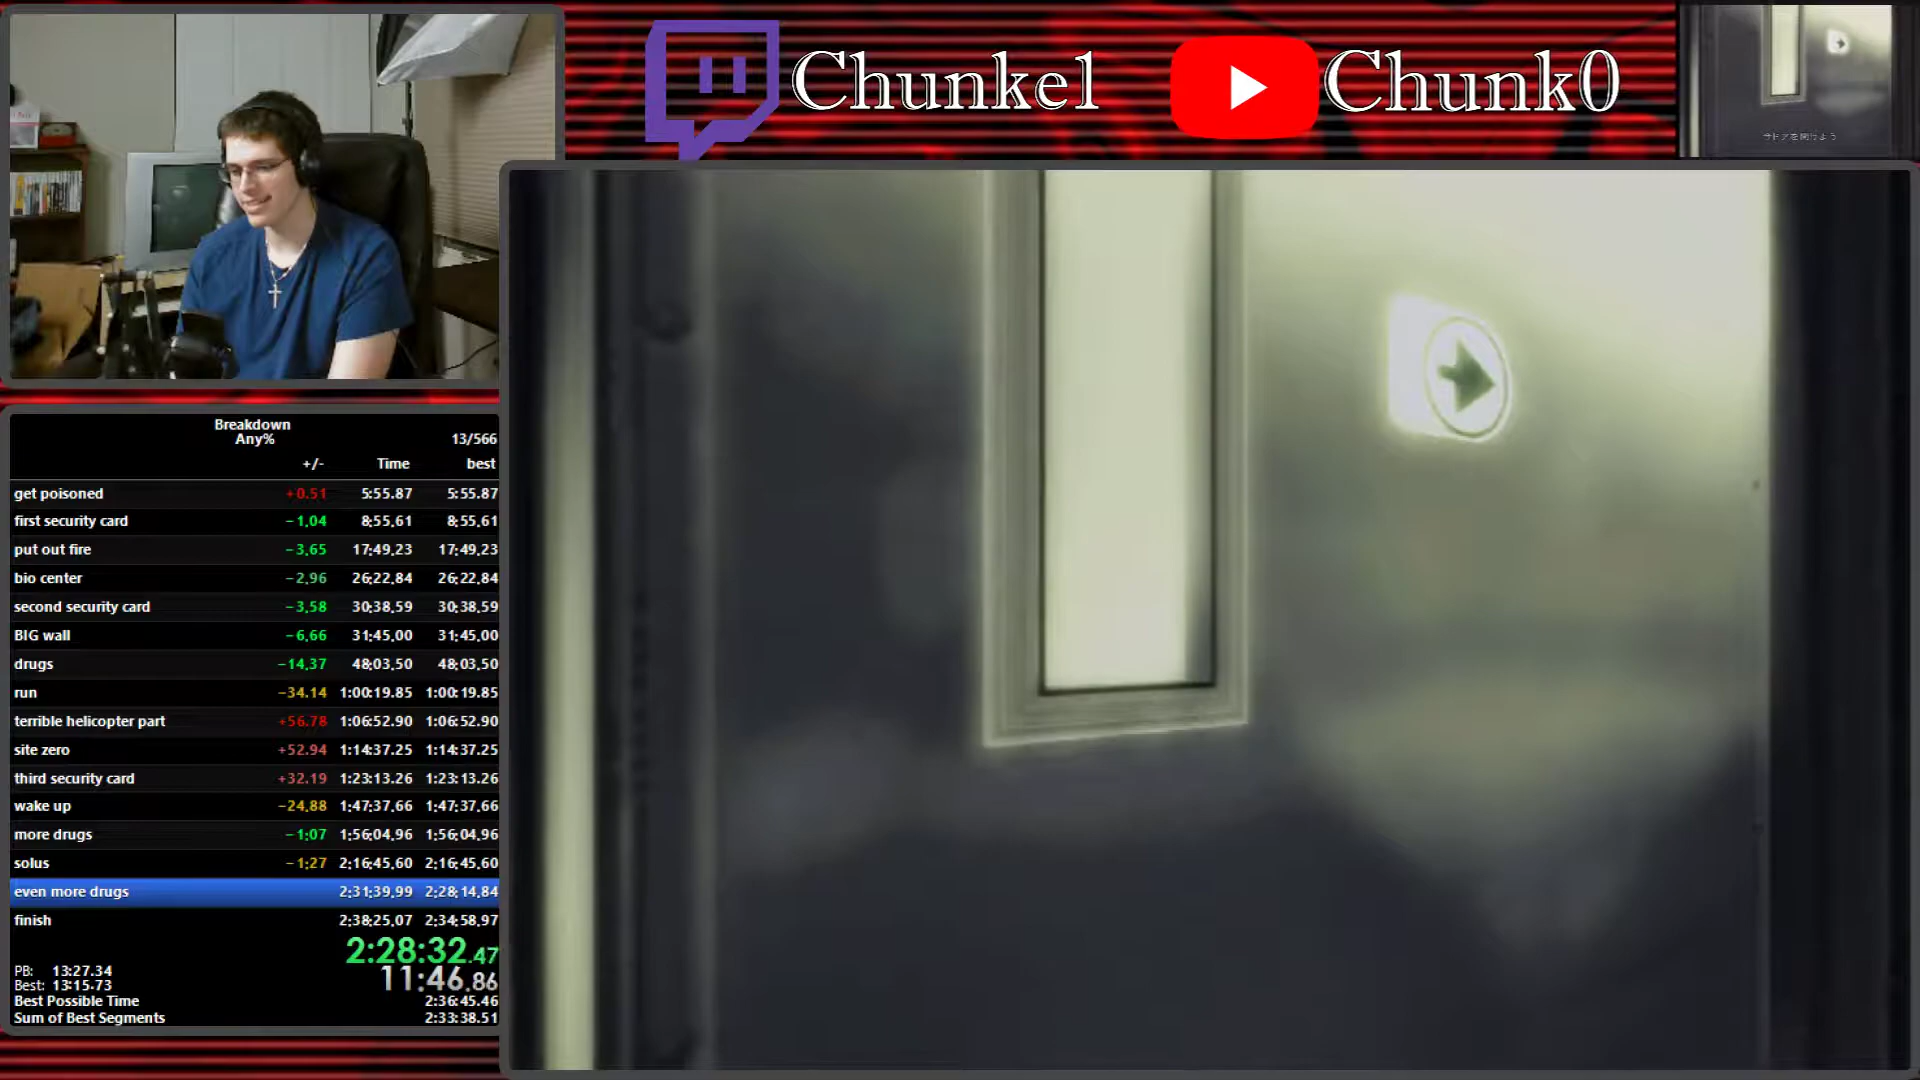 Chunke1
Chunk0
ドアを開けよう
Breakdown
Any%
13/566
+/- Time best
get poisoned +0.51 5:55.87 5:55.87
first security card −1.04 8:55.61 8:55.61
put out fire −3.65 17:49.23 17:49.23
bio center −2.96 26:22.84 26:22.84
second security card −3.58 30:38.59 30:38.59
BIG wall −6.66 31:45.00 31:45.00
drugs −14.37 48:03.50 48:03.50
run −34.14 1:00:19.85 1:00:19.85
terrible helicopter part +56.78 1:06:52.90 1:06:52.90
site zero +52.94 1:14:37.25 1:14:37.25
third security card +32.19 1:23:13.26 1:23:13.26
wake up −24.88 1:47:37.66 1:47:37.66
more drugs −1:07 1:56:04.96 1:56:04.96
solus −1:27 2:16:45.60 2:16:45.60
even more drugs 2:31:39.99 2:28:14.84
finish 2:38:25.07 2:34:58.97
2:28:32.47
PB: 13:27.34
Best: 13:15.73
11:46.86
Best Possible Time 2:36:45.46
Sum of Best Segments 2:33:38.51